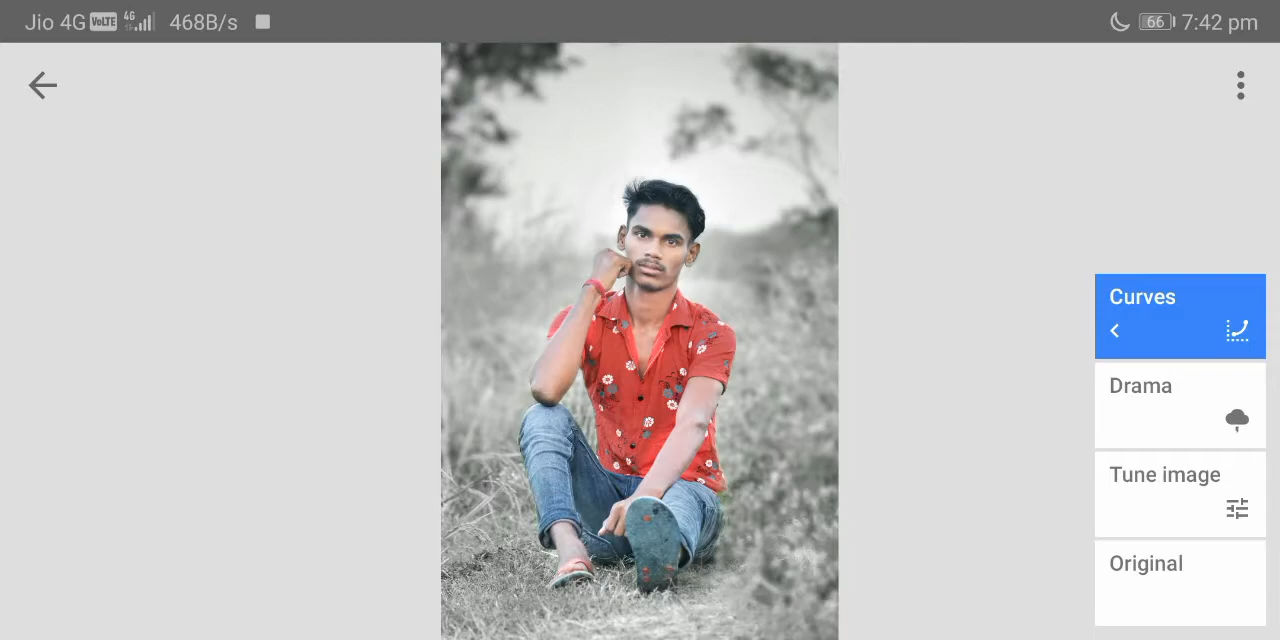 Jio 4G VoLTE 4G 468B/s 66 7:42 pm
Curves
Drama
Tune image
Original